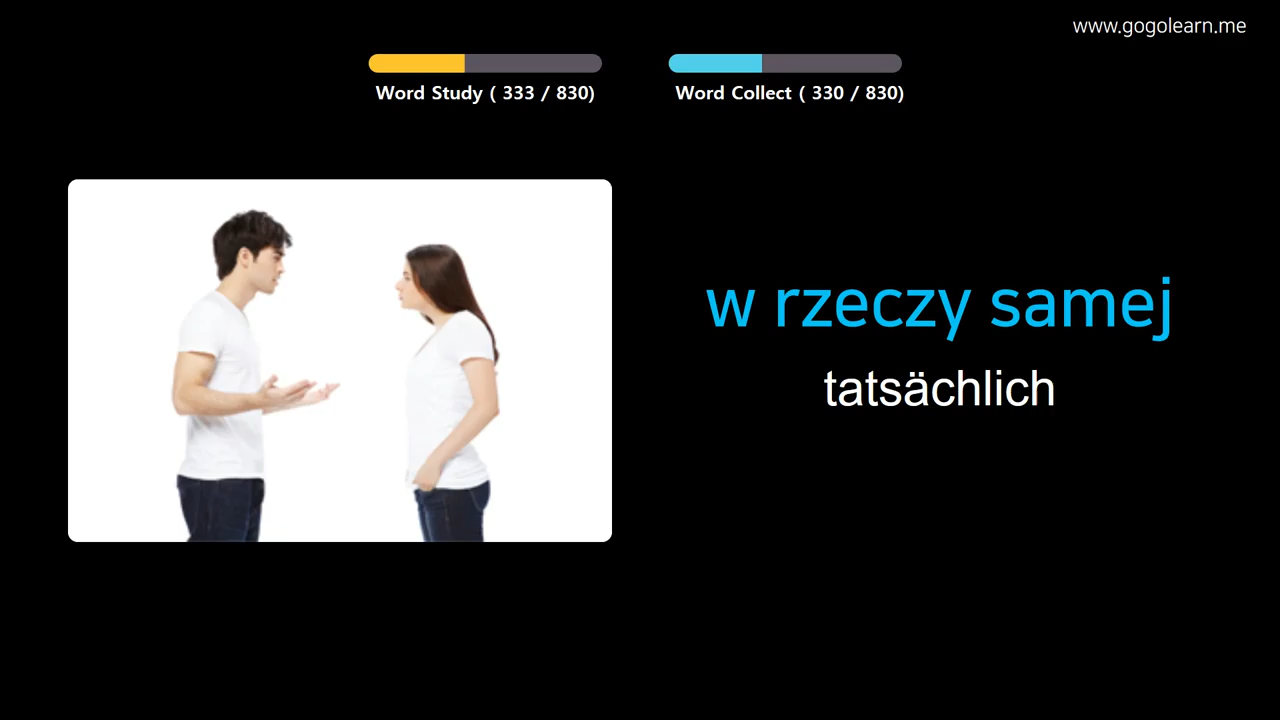 www.gogolearn.me
Word Study ( 333 / 830)
Word Collect ( 330 / 830)
w rzeczy samej
tatsächlich